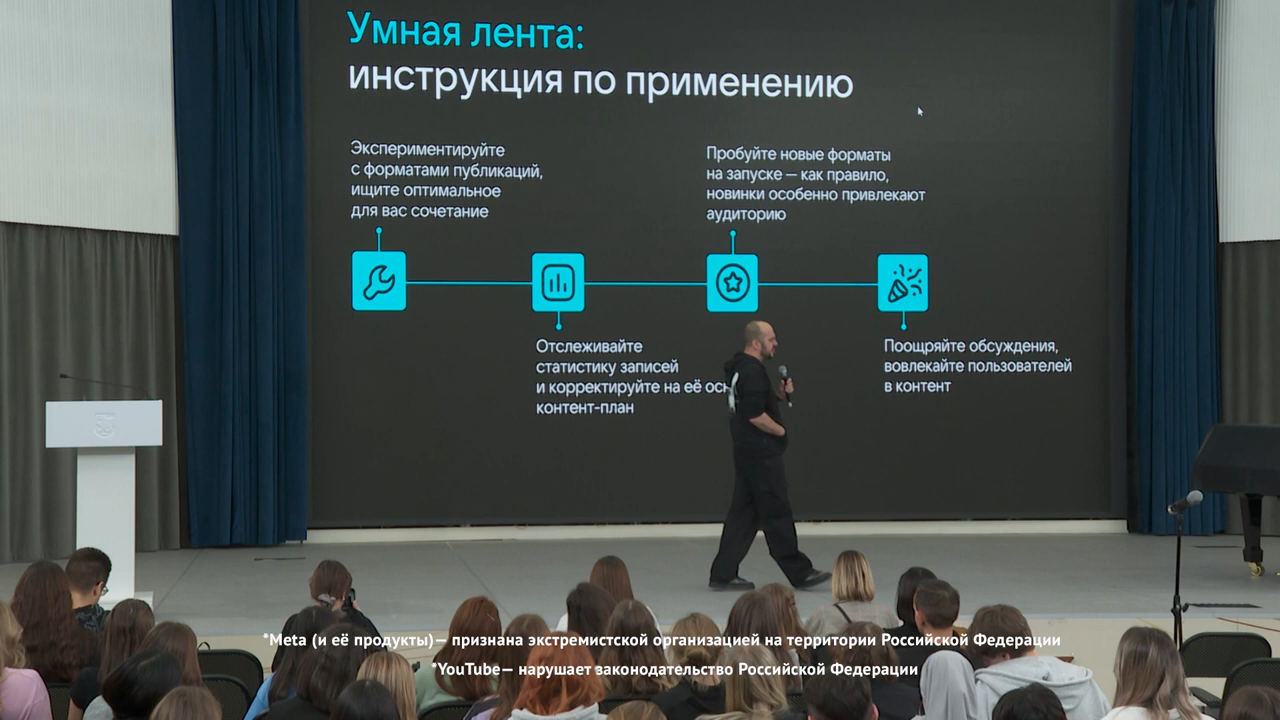 Умная лента:
инструкция по применению
Экспериментируйте
с форматами публикаций,
ищите оптимальное
для вас сочетание
Пробуйте новые форматы
на запуске — как правило,
новинки особенно привлекают
аудиторию
Отслеживайте
статистику записей
и корректируйте на её
контент-план
Поощряйте обсуждения,
вовлекайте пользователей
в контент
*Meta (и её продукты)— признана экстремистской организацией на территории Российской Федерации
*YouTube— нарушает законодательство Российской Федерации